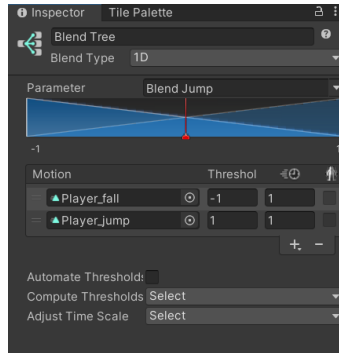 Inspector Tile Palette
Blend Tree
Blend Type 1D
Parameter Blend Jump
-1 1
Motion Threshol
Player_fall -1 1
Player_jump 1 1
+ -
Automate Threshold:
Compute Thresholds Select
Adjust Time Scale Select